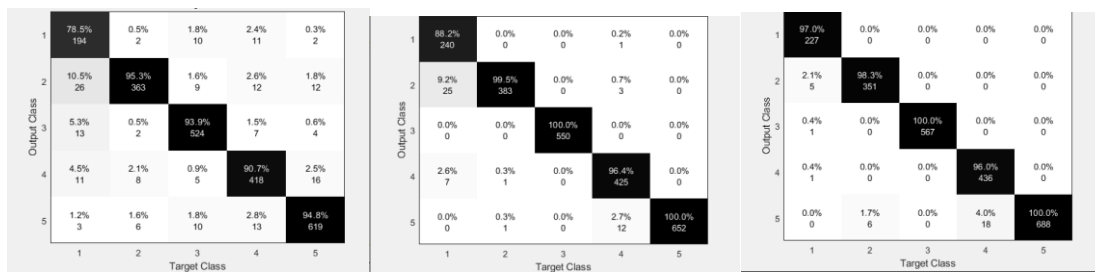 78.5% 0.5% 1.8% 2.4% 0.3%
1 194 2 10 11 2
10.5% 95.3% 1.6% 2.6% 1.8%
2 26 363 9 12 12
5.3% 0.5% 93.9% 1.5% 0.6%
3 13 2 524 7 4
4.5% 2.1% 0.9% 90.7% 2.5%
4 11 8 5 418 16
1.2% 1.6% 1.8% 2.8% 94.8%
5 3 6 10 13 619
1 2 3 4 5
Target Class
Output Class
88.2% 0.0% 0.0% 0.2% 0.0%
1 240 0 0 1 0
9.2% 99.5% 0.0% 0.7% 0.0%
2 25 383 0 3 0
0.0% 0.0% 100.0% 0.0% 0.0%
3 0 0 550 0 0
2.6% 0.3% 0.0% 96.4% 0.0%
4 7 1 0 425 0
0.0% 0.3% 0.0% 2.7% 100.0%
5 0 1 0 12 652
1 2 3 4 5
Target Class
Output Class
97.0% 0.0% 0.0% 0.0% 0.0%
1 227 0 0 0 0
2.1% 98.3% 0.0% 0.0% 0.0%
2 5 351 0 0 0
0.4% 0.0% 100.0% 0.0% 0.0%
3 1 0 567 0 0
0.4% 0.0% 0.0% 96.0% 0.0%
4 1 0 0 436 0
0.0% 1.7% 0.0% 4.0% 100.0%
5 0 6 0 18 688
1 2 3 4 5
Target Class
Output Class